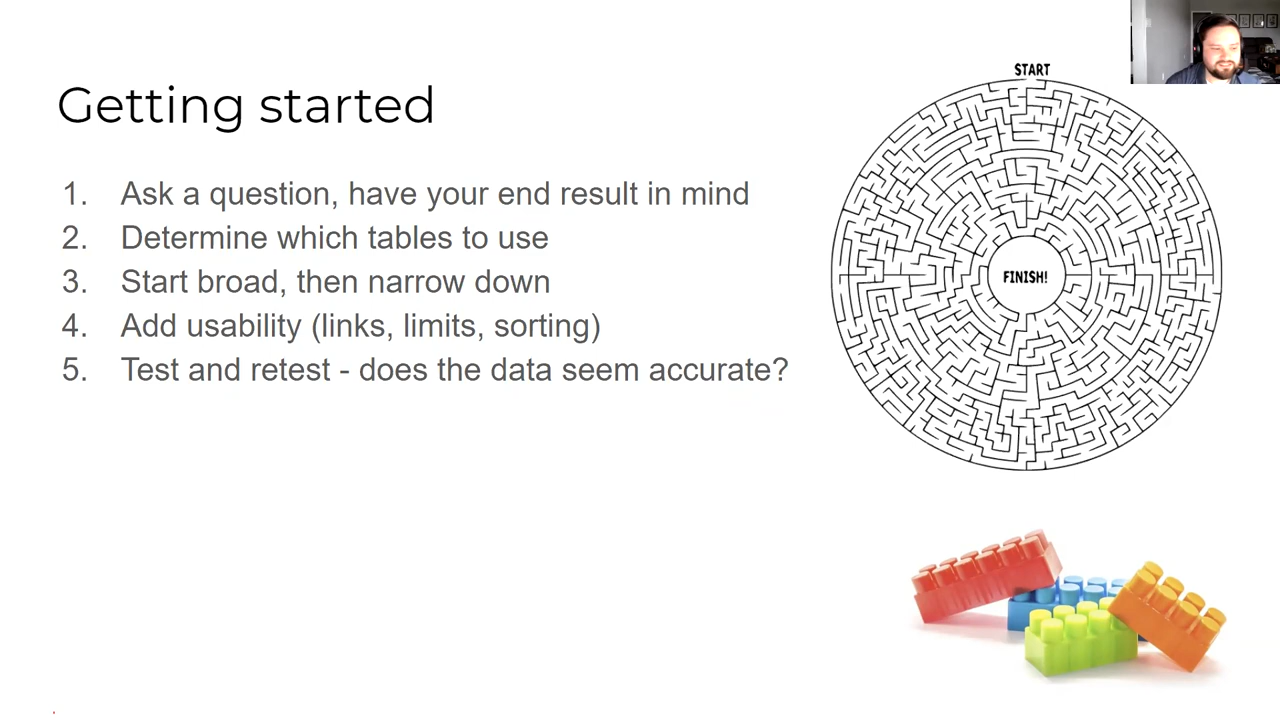 START
Getting started
1. Ask a question, have your end result in mind
2. Determine which tables to use
3. Start broad, then narrow down
4. Add usability (links, limits, sorting)
5. Test and retest - does the data seem accurate?
FINISH!